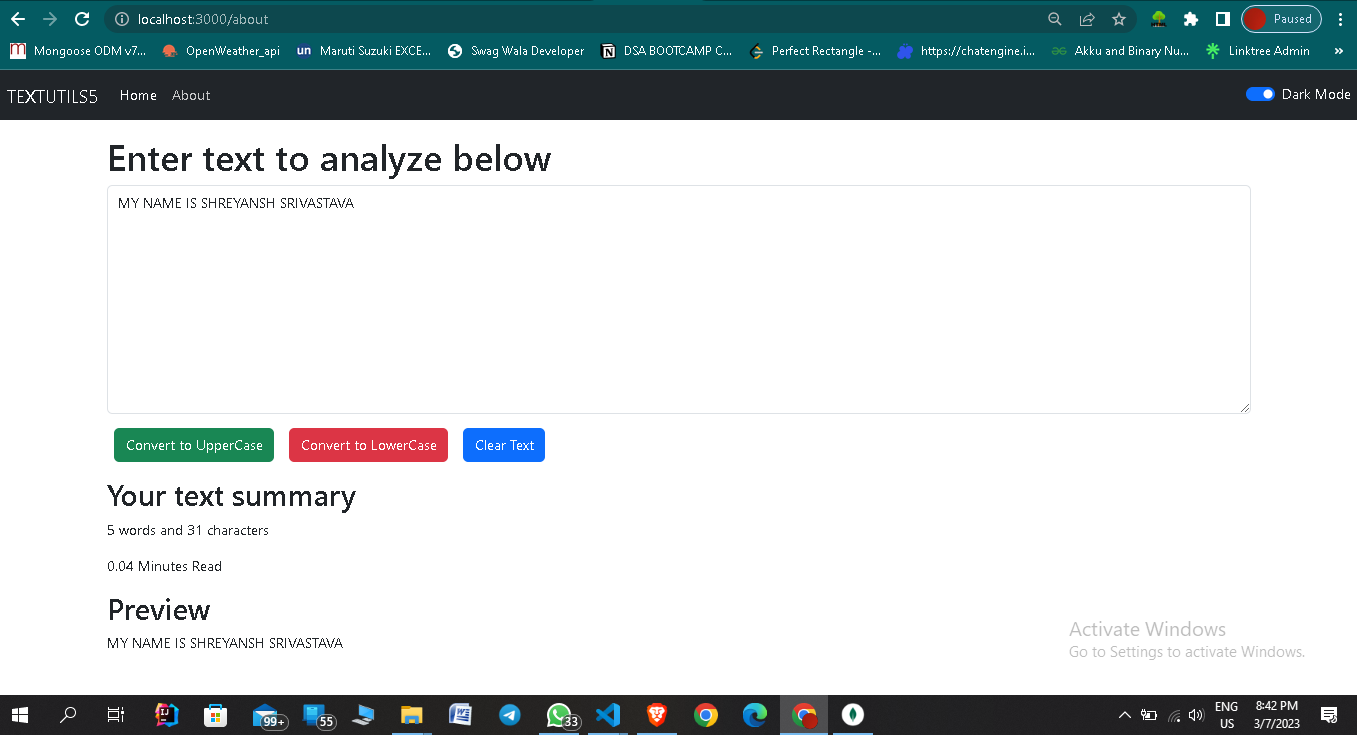 localhost:3000/about
Paused
Mongoose ODM v7...
OpenWeather_api
un Maruti Suzuki EXCE...
Swag Wala Developer
DSA BOOTCAMP C...
Perfect Rectangle -...
https://chatengine.i...
Akku and Binary Nu...
Linktree Admin
»
TEXTUTILS5 Home About Dark Mode
Enter text to analyze below
MY NAME IS SHREYANSH SRIVASTAVA
Convert to UpperCase Convert to LowerCase Clear Text
Your text summary
5 words and 31 characters
0.04 Minutes Read
Preview
MY NAME IS SHREYANSH SRIVASTAVA
Activate Windows
Go to Settings to activate Windows.
99+
55
33
ENG
US
8:42 PM
3/7/2023